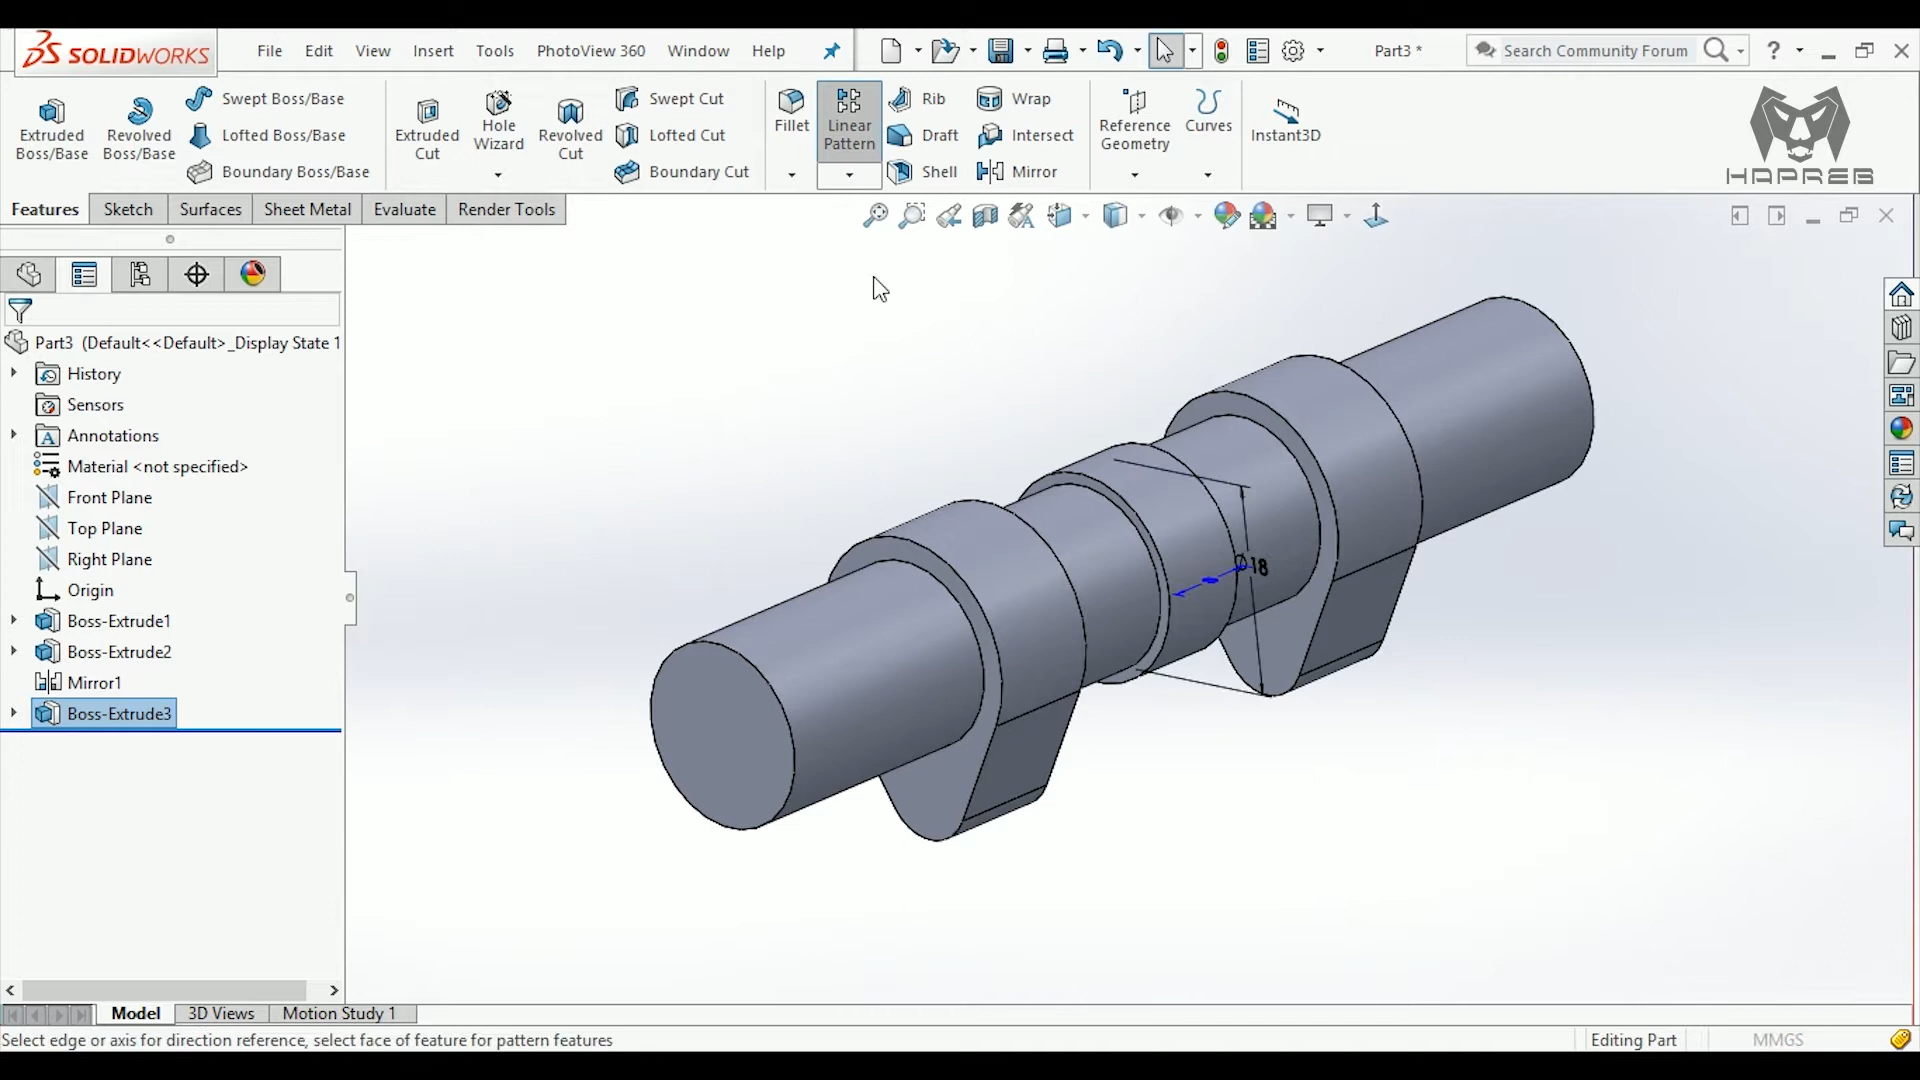 SOLIDWORKS File Edit View Insert Tools PhotoView 360 Window Help Part3 * Search Community Forum ?
Extruded Boss/Base
Revolved Boss/Base
Swept Boss/Base
Lofted Boss/Base
Boundary Boss/Base
Extruded Cut
Hole Wizard
Revolved Cut
Swept Cut
Lofted Cut
Boundary Cut
Fillet
Linear Pattern
Rib
Draft
Shell
Wrap
Intersect
Mirror
Reference Geometry
Curves
Instant3D
HAPREB
Features Sketch Surfaces Sheet Metal Evaluate Render Tools
Part3 (Default<<Default>_Display State 1
History
Sensors
Annotations
Material <not specified>
Front Plane
Top Plane
Right Plane
Origin
Boss-Extrude1
Boss-Extrude2
Mirror1
Boss-Extrude3
Ø18
Model 3D Views Motion Study 1
Select edge or axis for direction reference, select face of feature for pattern features Editing Part MMGS